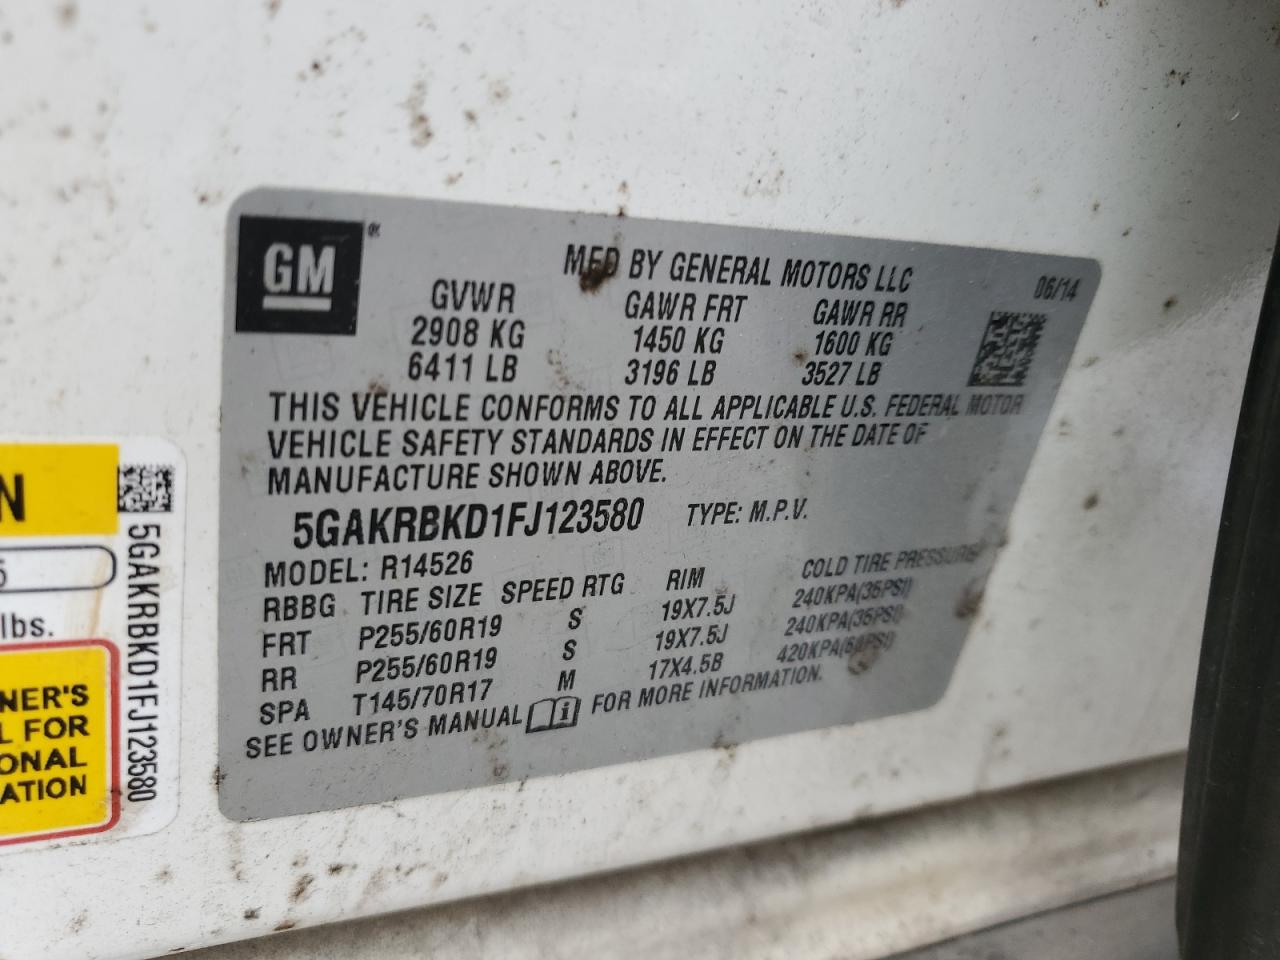 GM®
MFD BY GENERAL MOTORS LLC
06/14
GVWR GAWR FRT GAWR RR
2908 KG 1450 KG 1600 KG
6411 LB 3196 LB 3527 LB
THIS VEHICLE CONFORMS TO ALL APPLICABLE U.S. FEDERAL MOTOR
VEHICLE SAFETY STANDARDS IN EFFECT ON THE DATE OF
MANUFACTURE SHOWN ABOVE.
5GAKRBKD1FJ123580 TYPE: M.P.V.
MODEL: R14526
RBBG TIRE SIZE SPEED RTG RIM COLD TIRE PRESSURE
FRT P255/60R19 S 19X7.5J 240KPA(35PSI)
RR P255/60R19 S 19X7.5J 240KPA(35PSI)
SPA T145/70R17 M 17X4.5B 420KPA(60PSI)
SEE OWNER'S MANUAL FOR MORE INFORMATION.
N
5
lbs.
NER'S
L FOR
ONAL
ATION
5GAKRBKD1FJ123580